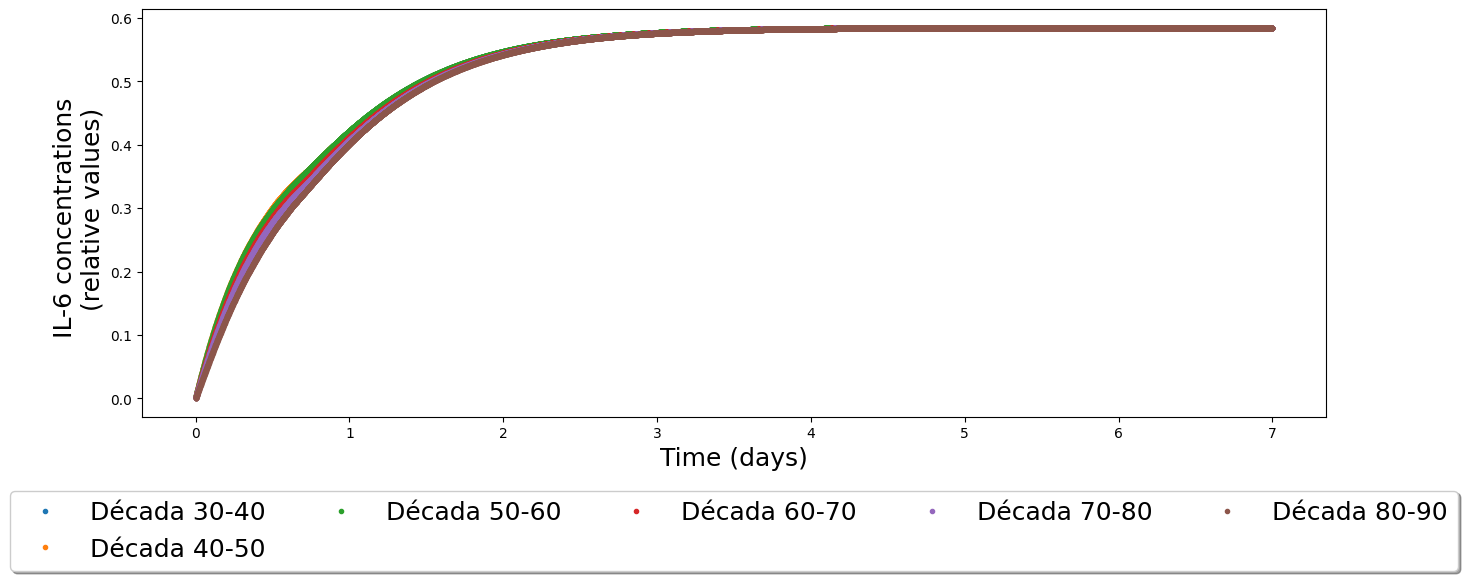 0.6
0.5
0.4
0.3
0.2
0.1
0.0
IL-6 concentrations
(relative values)
0 1 2 3 4 5 6 7
Time (days)
Década 30-40 Década 50-60 Década 60-70 Década 70-80 Década 80-90
Década 40-50